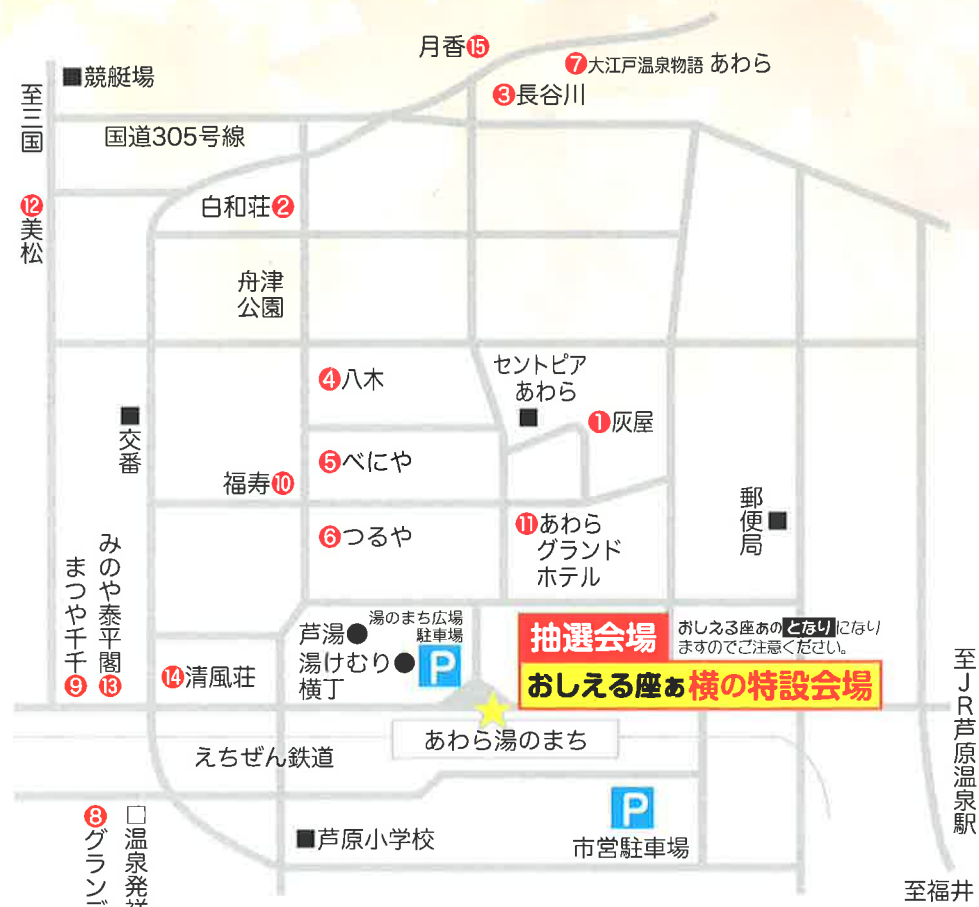 月香⑮
⑦大江戸温泉物語 あわら
■競艇場
③長谷川
至三国
国道305号線
⑫美松
白和荘②
舟津
公園
④八木
セントピア
あわら
①灰屋
交番
⑤べにや
福寿⑩
郵便局
⑥つるや
⑪あわら
グランド
ホテル
みのや泰平閣⑬
まつや千千⑨
湯のまち広場
駐車場
芦湯●
湯けむり●
横丁
P
抽選会場
おしえる座ぁのとなりになり
ますのでご注意ください。
⑭清風荘
おしえる座ぁ横の特設会場
至JR芦原温泉駅
あわら湯のまち
えちぜん鉄道
P
市営駐車場
■芦原小学校
□温泉発祥
⑧グランデ
至福井